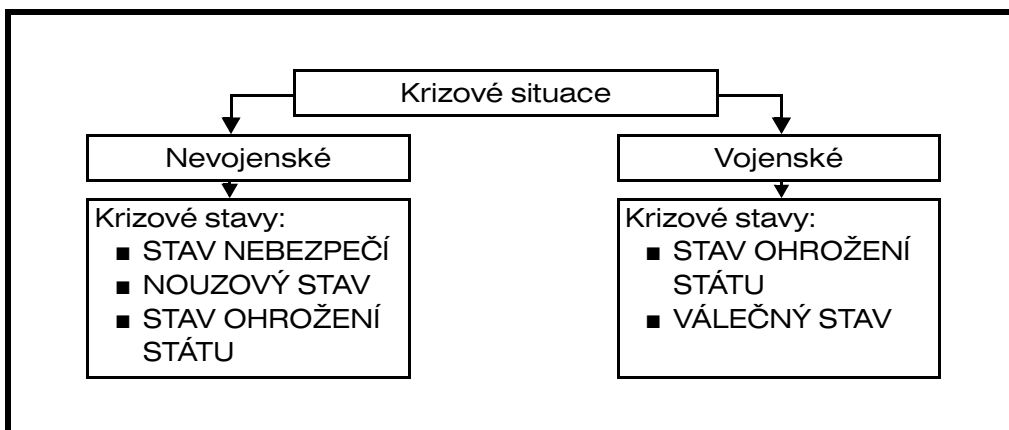 Krizové situace
Nevojenské
Krizové stavy:
■ STAV NEBEZPEČÍ
■ NOUZOVÝ STAV
■ STAV OHROŽENÍ
STÁTU
Vojenské
Krizové stavy:
■ STAV OHROŽENÍ
STÁTU
■ VÁLEČNÝ STAV